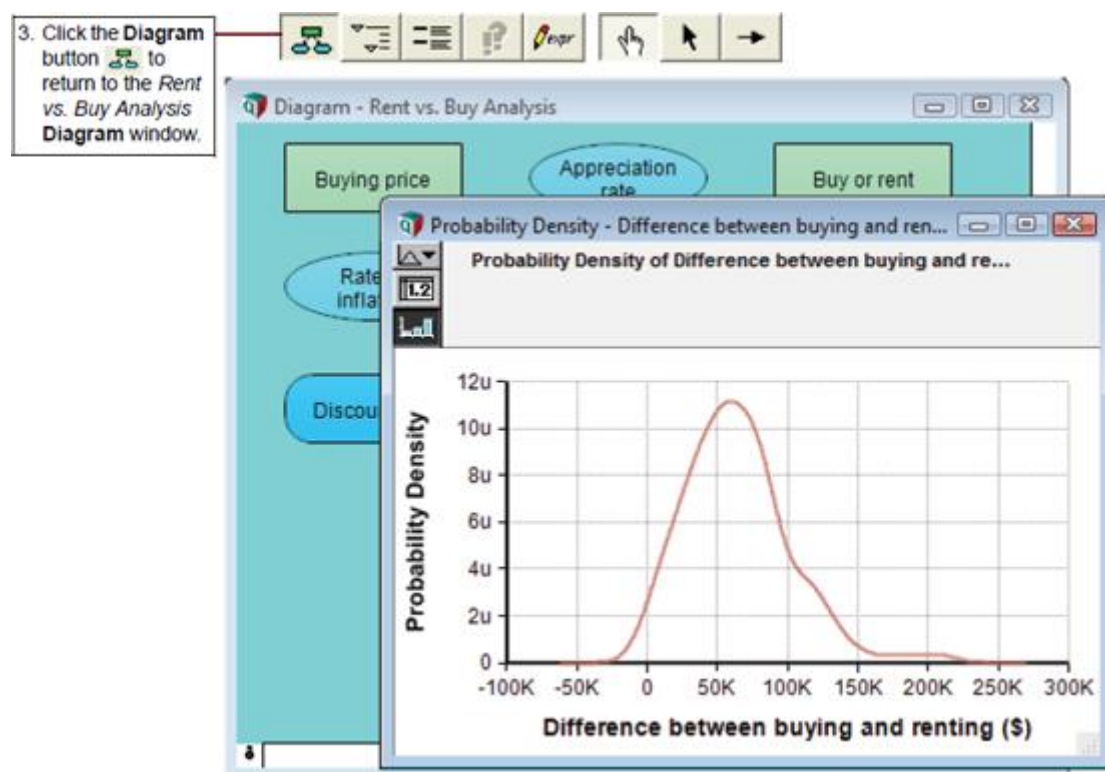 3. Click the Diagram
button to
return to the Rent
vs. Buy Analysis
Diagram window.
expr
Diagram - Rent vs. Buy Analysis
Buying price
Appreciation
rate
Buy or rent
Rate
infla
Discou
Probability Density - Difference between buying and ren...
1.2
Probability Density of Difference between buying and re...
Probability Density
12u
10u
8u
6u
4u
2u
0
-100K -50K 0 50K 100K 150K 200K 250K 300K
Difference between buying and renting ($)